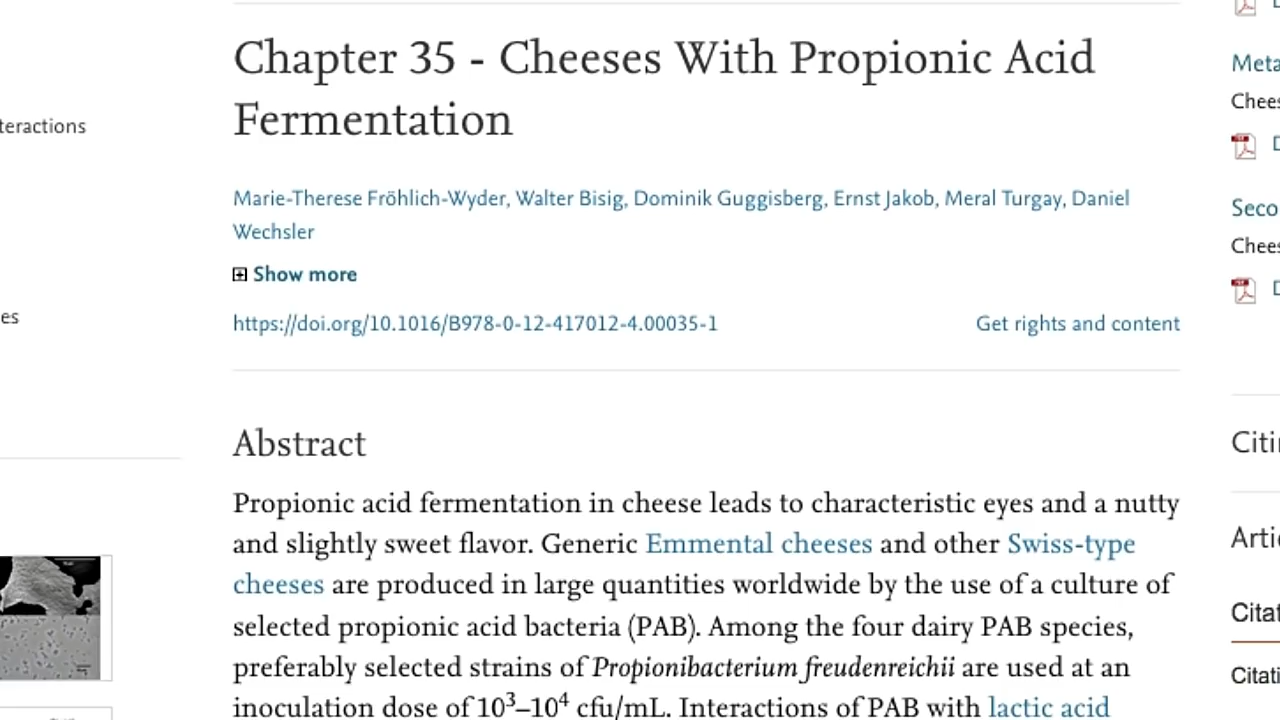 Chapter 35 - Cheeses With Propionic Acid
Fermentation
teractions
Marie-Therese Fröhlich-Wyder, Walter Bisig, Dominik Guggisberg, Ernst Jakob, Meral Turgay, Daniel
Wechsler
Show more
es
https://doi.org/10.1016/B978-0-12-417012-4.00035-1
Get rights and content
Abstract
Propionic acid fermentation in cheese leads to characteristic eyes and a nutty
and slightly sweet flavor. Generic Emmental cheeses and other Swiss-type
cheeses are produced in large quantities worldwide by the use of a culture of
selected propionic acid bacteria (PAB). Among the four dairy PAB species,
preferably selected strains of Propionibacterium freudenreichii are used at an
inoculation dose of 10³–10⁴ cfu/mL. Interactions of PAB with lactic acid
Meta
Chees
D
Seco
Chees
D
Citi
Arti
Citat
Citati